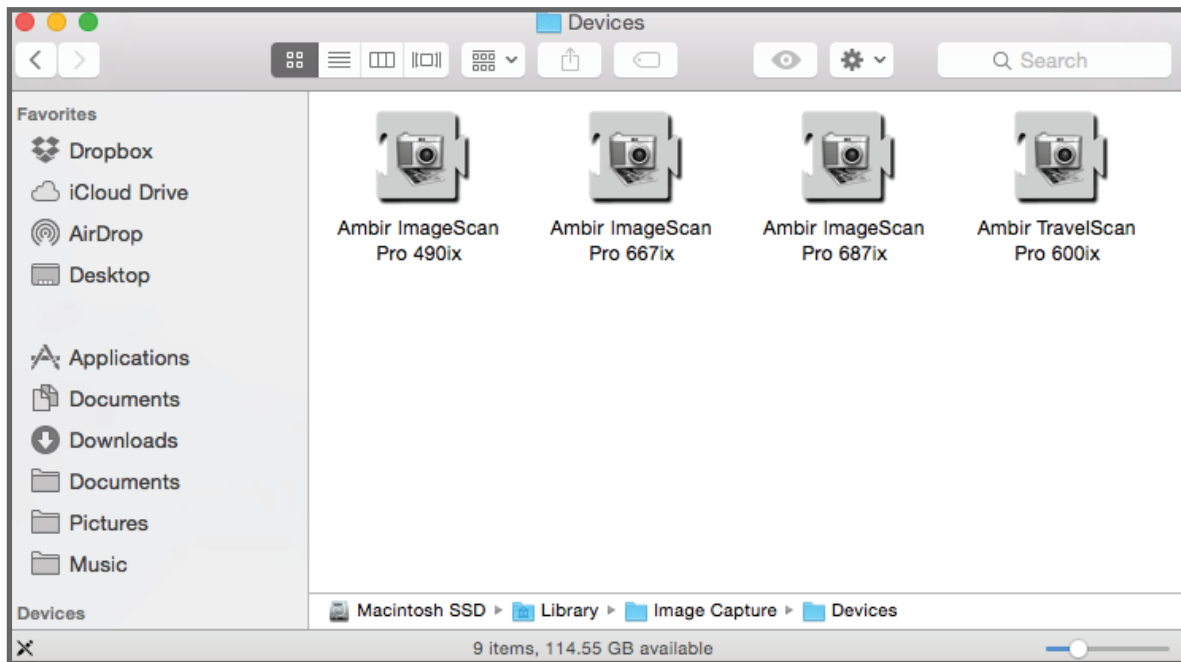 Devices
Search
Favorites
Dropbox
iCloud Drive
AirDrop
Desktop
Applications
Documents
Downloads
Documents
Pictures
Music
Devices
Ambir ImageScan
Pro 490ix
Ambir ImageScan
Pro 667ix
Ambir ImageScan
Pro 687ix
Ambir TravelScan
Pro 600ix
Macintosh SSD ▸ Library ▸ Image Capture ▸ Devices
9 items, 114.55 GB available